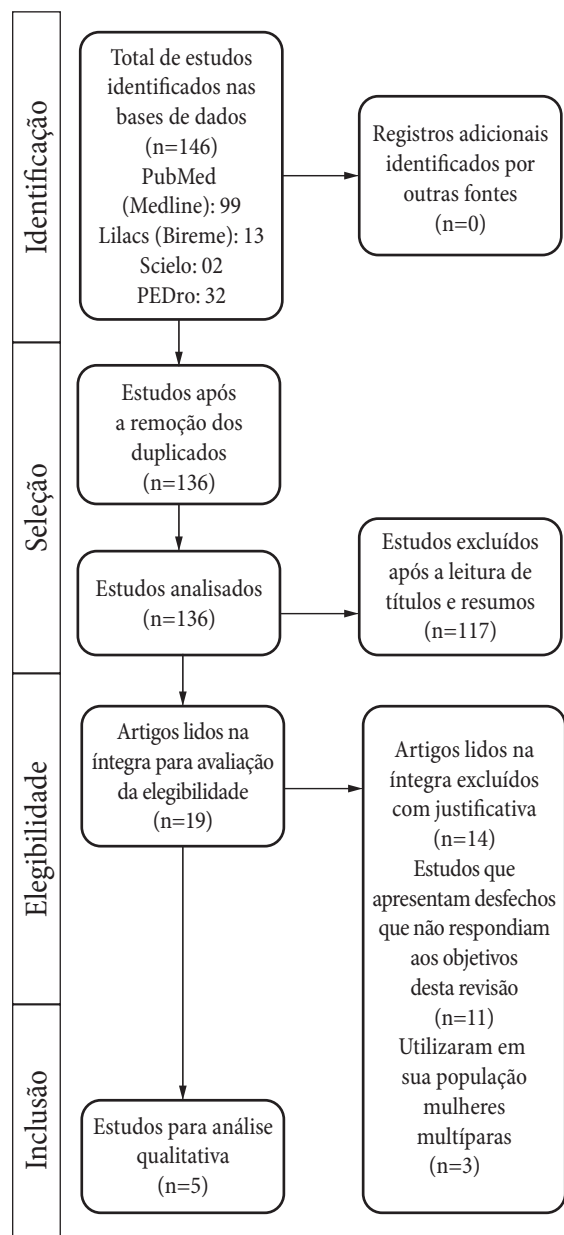 Identificação
Total de estudos
identificados nas
bases de dados
(n=146)
PubMed
(Medline): 99
Lilacs (Bireme): 13
Scielo: 02
PEDro: 32
Registros adicionais
identificados por
outras fontes
(n=0)
Seleção
Estudos após
a remoção dos
duplicados
(n=136)
Estudos analisados
(n=136)
Estudos excluídos
após a leitura de
títulos e resumos
(n=117)
Elegibilidade
Artigos lidos na
íntegra para avaliação
da elegibilidade
(n=19)
Artigos lidos na
íntegra excluídos
com justificativa
(n=14)
Estudos que
apresentam desfechos
que não respondiam
aos objetivos
desta revisão
(n=11)
Utilizaram em
sua população
mulheres
multíparas
(n=3)
Inclusão
Estudos para análise
qualitativa
(n=5)